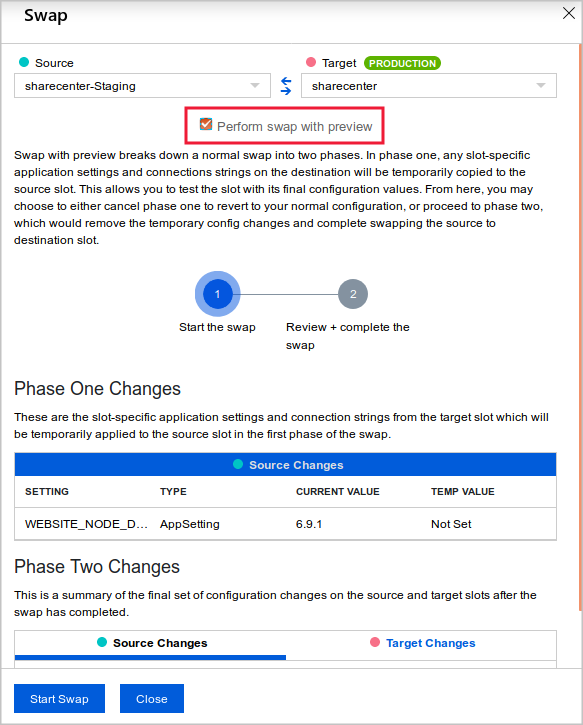 Swap
Source
Target PRODUCTION
sharecenter-Staging
sharecenter
Perform swap with preview
Swap with preview breaks down a normal swap into two phases. In phase one, any slot-specific
application settings and connections strings on the destination will be temporarily copied to the
source slot. This allows you to test the slot with its final configuration values. From here, you may
choose to either cancel phase one to revert to your normal configuration, or proceed to phase two,
which would remove the temporary config changes and complete swapping the source to
destination slot.
1
2
Start the swap
Review + complete the
swap
Phase One Changes
These are the slot-specific application settings and connection strings from the target slot which will
be temporarily applied to the source slot in the first phase of the swap.
Source Changes
SETTING TYPE CURRENT VALUE TEMP VALUE
WEBSITE_NODE_D... AppSetting 6.9.1 Not Set
Phase Two Changes
This is a summary of the final set of configuration changes on the source and target slots after the
swap has completed.
Source Changes
Target Changes
Start Swap
Close